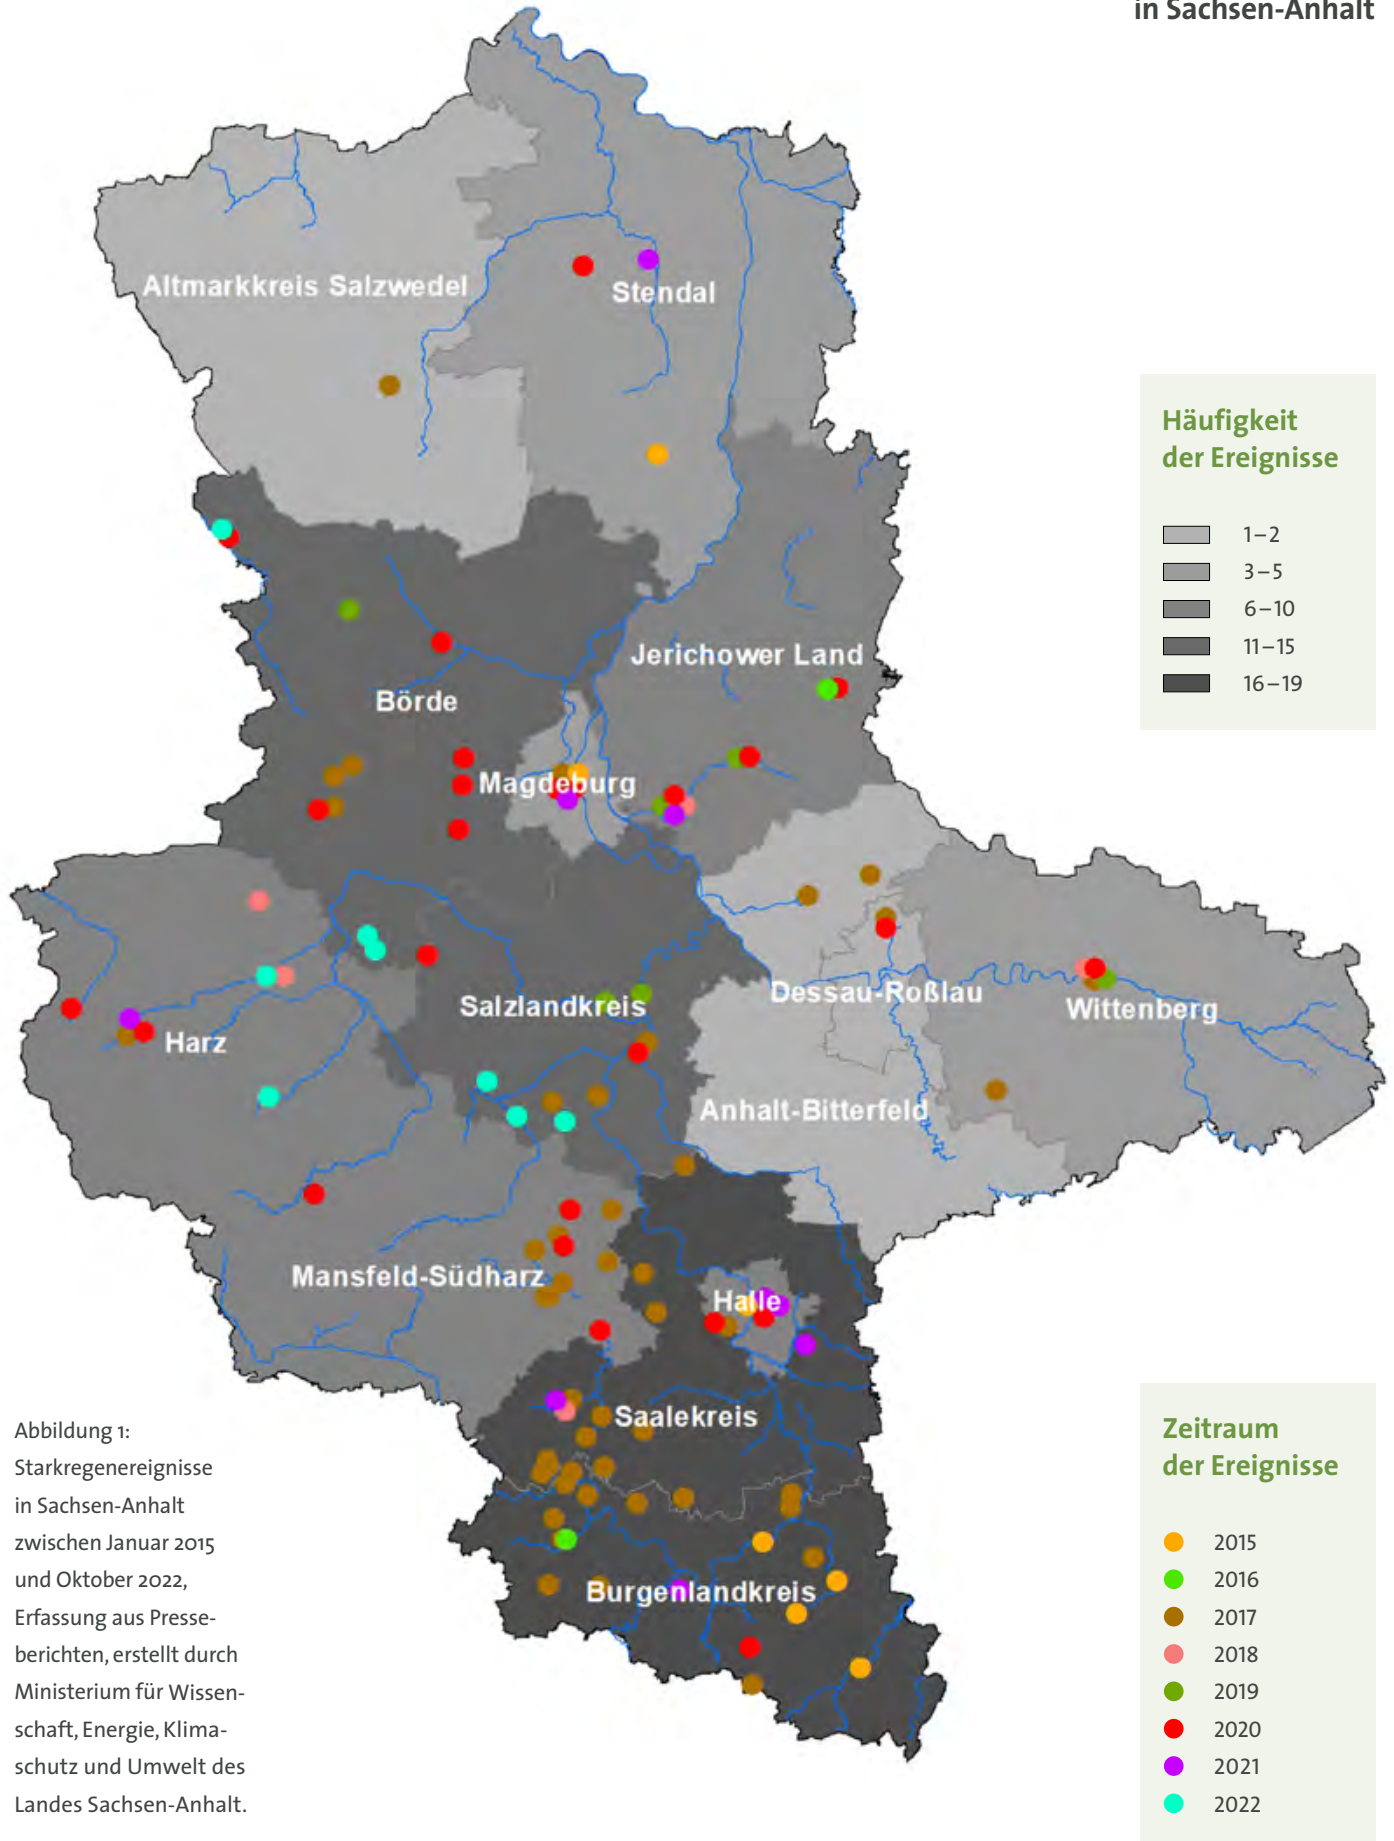 in Sachsen-Anhalt
Altmarkkreis Salzwedel
Stendal
Häufigkeit
der Ereignisse
1–2
3–5
6–10
11–15
16–19
Jerichower Land
Börde
Magdeburg
Salzlandkreis
Dessau-Roßlau
Wittenberg
Harz
Anhalt-Bitterfeld
Mansfeld-Südharz
Halle
Saalekreis
Burgenlandkreis
Abbildung 1:
Starkregenereignisse
in Sachsen-Anhalt
zwischen Januar 2015
und Oktober 2022,
Erfassung aus Presse-
berichten, erstellt durch
Ministerium für Wissen-
schaft, Energie, Klima-
schutz und Umwelt des
Landes Sachsen-Anhalt.
Zeitraum
der Ereignisse
2015
2016
2017
2018
2019
2020
2021
2022